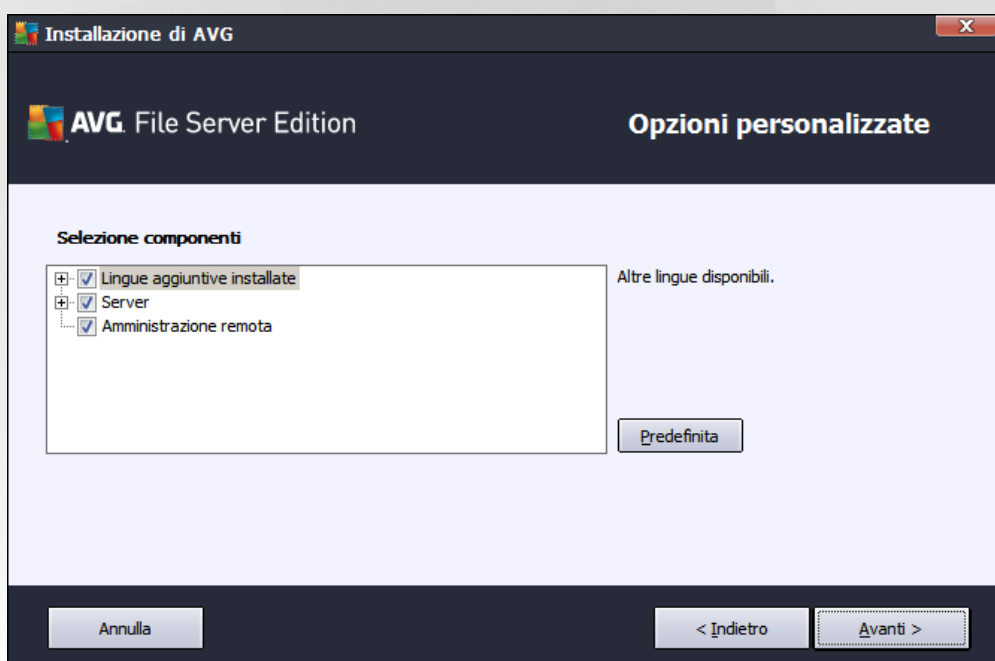 Installazione di AVG
X
AVG. File Server Edition
Opzioni personalizzate
Selezione componenti
Lingue aggiuntive installate
Server
Amministrazione remota
Altre lingue disponibili.
Predefinita
Annulla
< Indietro
Avanti >